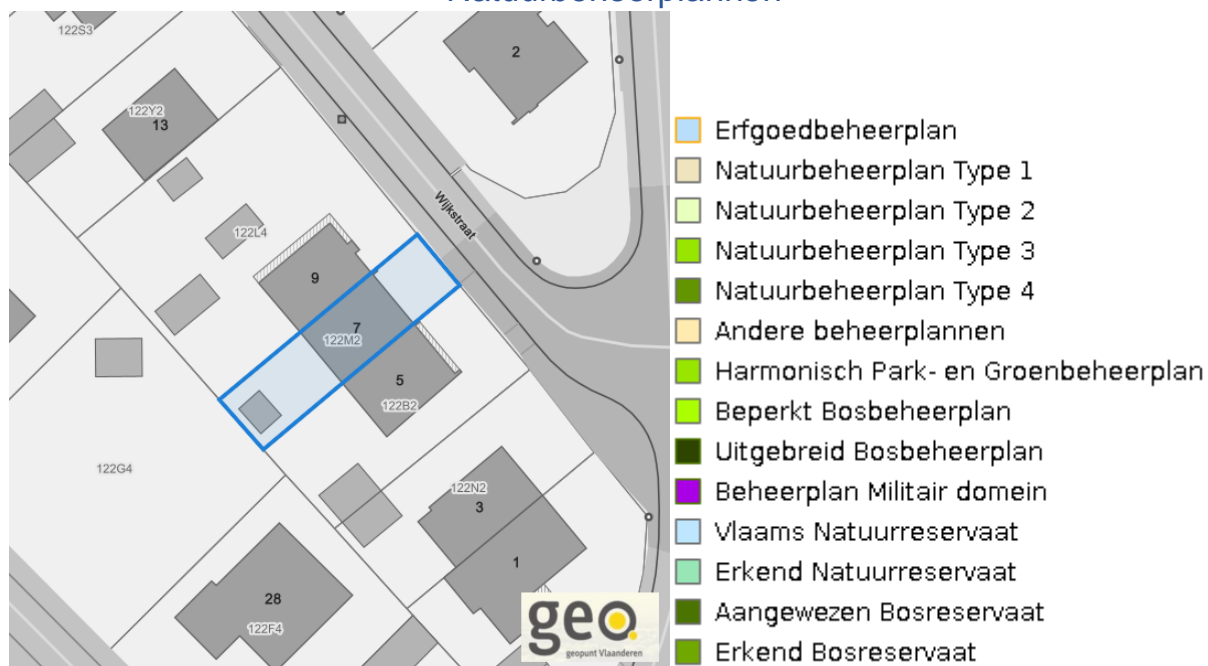 Natuurbeheerplannen
122S3
2
122Y2
13
Wijkstraat
122L4
9
7
122M2
5
122B2
122G4
122N2
3
1
28
122F4
geo
geopunt Vlaanderen
Erfgoedbeheerplan
Natuurbeheerplan Type 1
Natuurbeheerplan Type 2
Natuurbeheerplan Type 3
Natuurbeheerplan Type 4
Andere beheerplannen
Harmonisch Park- en Groenbeheerplan
Beperkt Bosbeheerplan
Uitgebreid Bosbeheerplan
Beheerplan Militair domein
Vlaams Natuurreservaat
Erkend Natuurreservaat
Aangewezen Bosreservaat
Erkend Bosreservaat